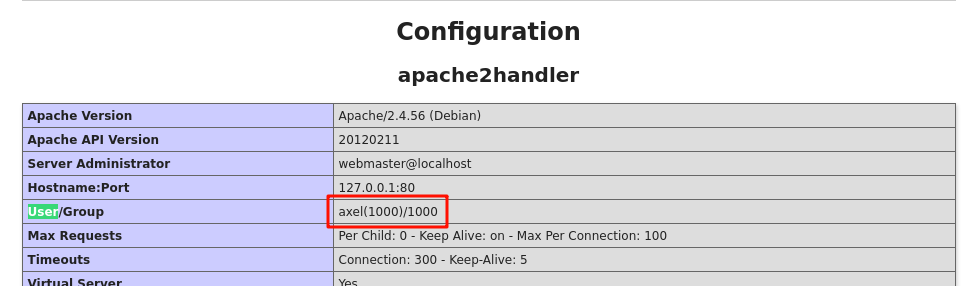 Configuration
apache2handler
Apache Version Apache/2.4.56 (Debian)
Apache API Version 20120211
Server Administrator webmaster@localhost
Hostname:Port 127.0.0.1:80
User/Group axel(1000)/1000
Max Requests Per Child: 0 - Keep Alive: on - Max Per Connection: 100
Timeouts Connection: 300 - Keep-Alive: 5
Virtual Server Yes